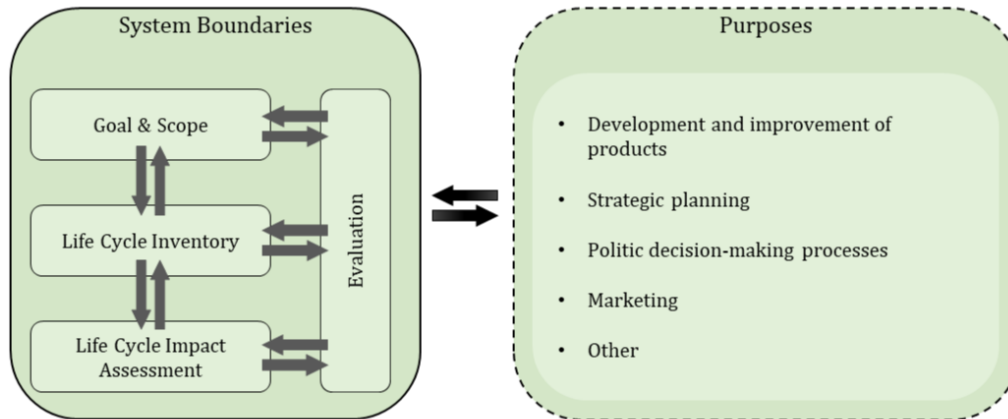 System Boundaries
Goal & Scope
Life Cycle Inventory
Life Cycle Impact
Assessment
Evaluation
Purposes
• Development and improvement of
products
• Strategic planning
• Politic decision-making processes
• Marketing
• Other